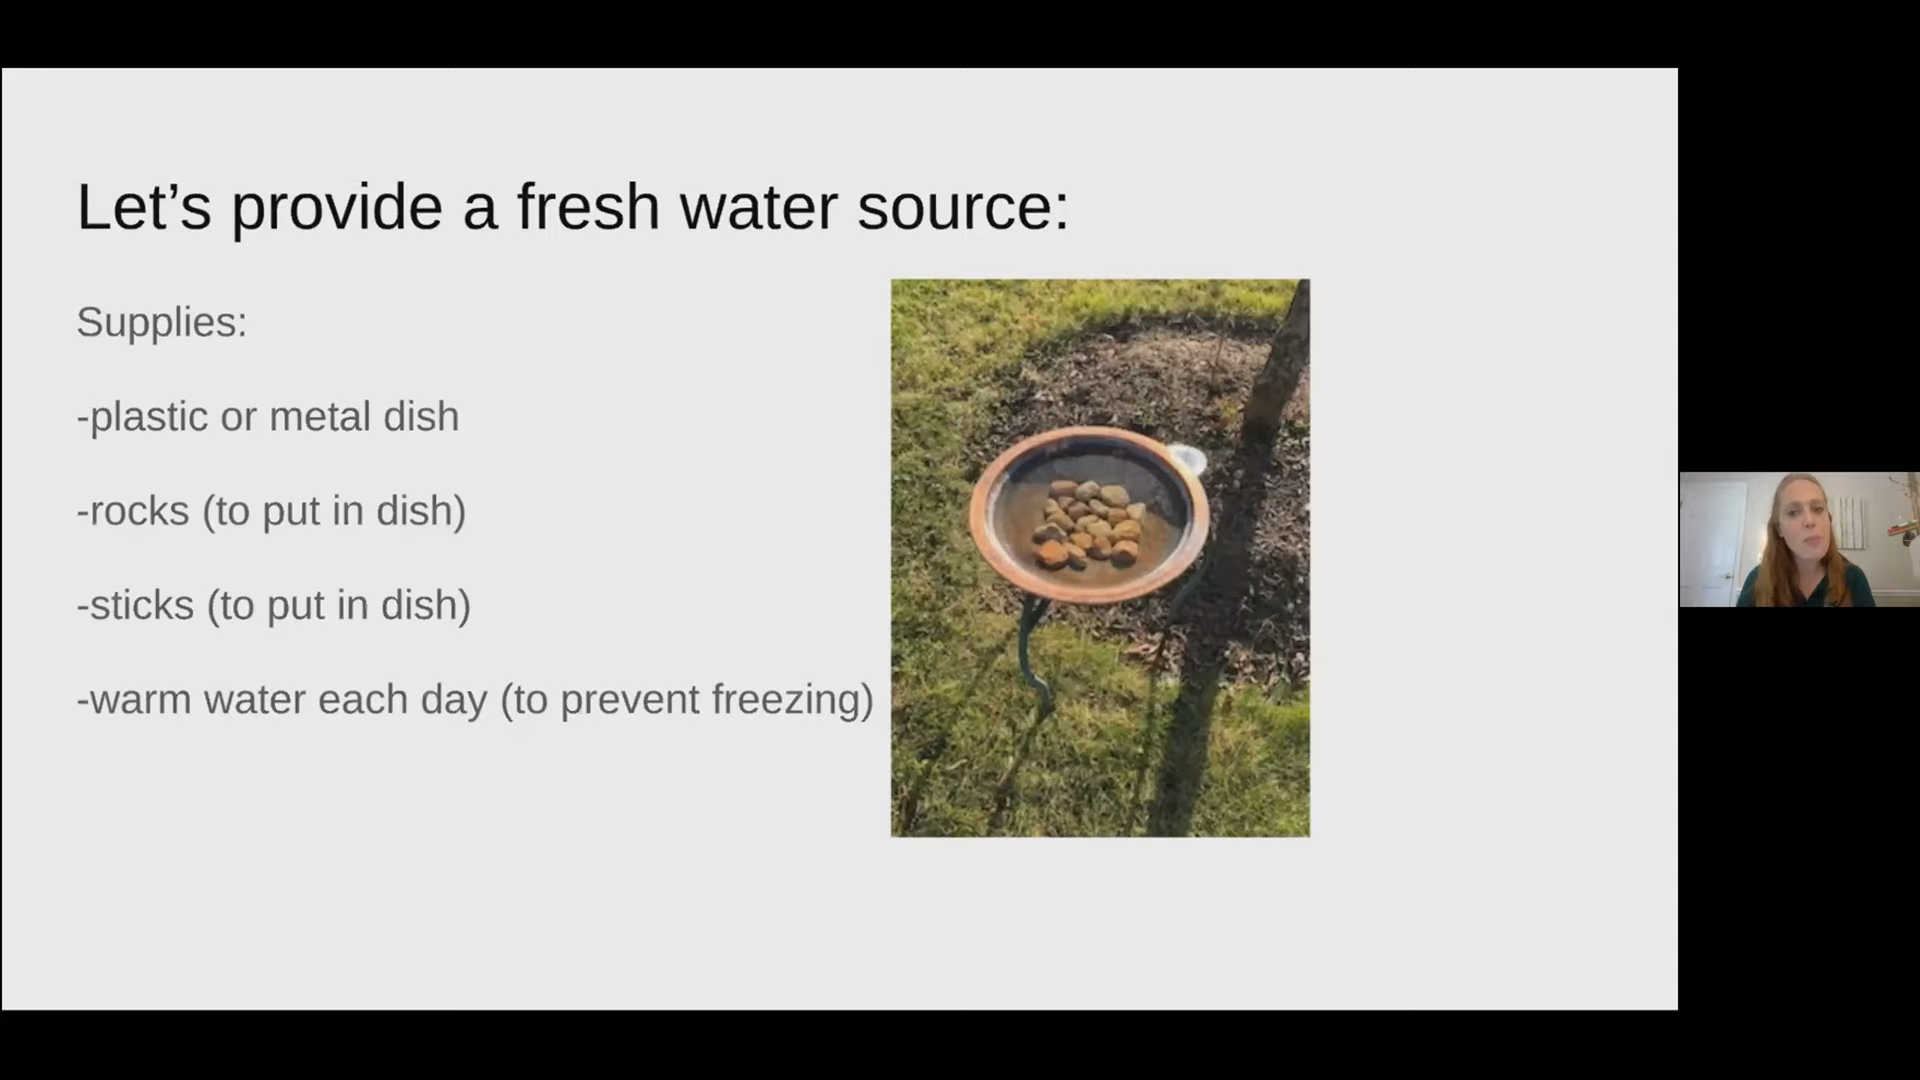 Let’s provide a fresh water source:
Supplies:
-plastic or metal dish
-rocks (to put in dish)
-sticks (to put in dish)
-warm water each day (to prevent freezing)